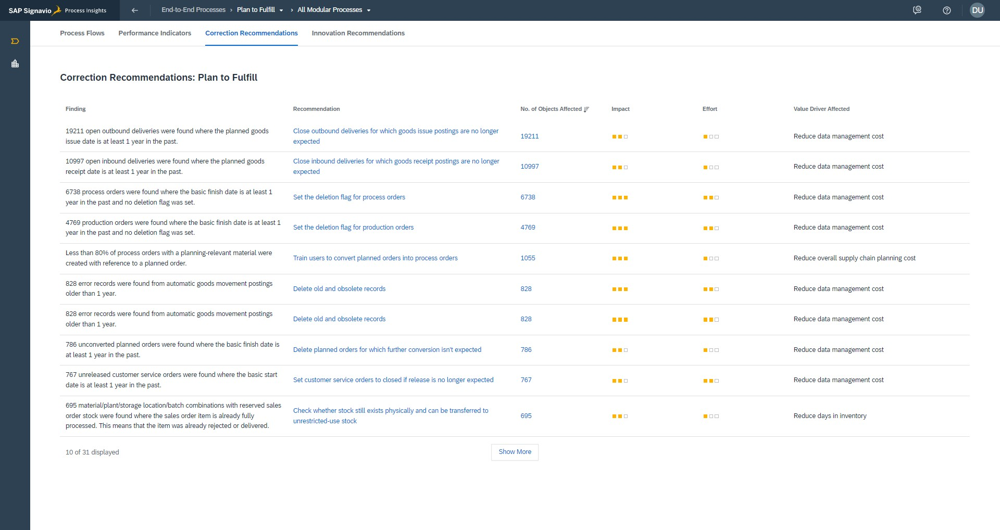 SAP Signavio Process Insights
End-to-End Processes › Plan to Fulfill › All Modular Processes
DU
Process Flows Performance Indicators Correction Recommendations Innovation Recommendations
Correction Recommendations: Plan to Fulfill
Finding Recommendation No. of Objects Affected Impact Effort Value Driver Affected
19211 open outbound deliveries were found where the planned goods
issue date is at least 1 year in the past.
Close outbound deliveries for which goods issue postings are no longer
expected
19211
Reduce data management cost
10997 open inbound deliveries were found where the planned goods
receipt date is at least 1 year in the past.
Close inbound deliveries for which goods receipt postings are no longer
expected
10997
Reduce data management cost
6738 process orders were found where the basic finish date is at least 1
year in the past and no deletion flag was set.
Set the deletion flag for process orders
6738
Reduce data management cost
4769 production orders were found where the basic finish date is at least 1
year in the past and no deletion flag was set.
Set the deletion flag for production orders
4769
Reduce data management cost
Less than 80% of process orders with a planning-relevant material were
created with reference to a planned order.
Train users to convert planned orders into process orders
1055
Reduce overall supply chain planning cost
828 error records were found from automatic goods movement postings
older than 1 year.
Delete old and obsolete records
828
Reduce data management cost
828 error records were found from automatic goods movement postings
older than 1 year.
Delete old and obsolete records
828
Reduce data management cost
786 unconverted planned orders were found where the basic finish date is
at least 1 year in the past.
Delete planned orders for which further conversion isn't expected
786
Reduce data management cost
767 unreleased customer service orders were found where the basic start
date is at least 1 year in the past.
Set customer service orders to closed if release is no longer expected
767
Reduce data management cost
695 material/plant/storage location/batch combinations with reserved sales
order stock were found where the sales order item is already fully
processed. This means that the item was already rejected or delivered.
Check whether stock still exists physically and can be transferred to
unrestricted-use stock
695
Reduce days in inventory
10 of 31 displayed
Show More